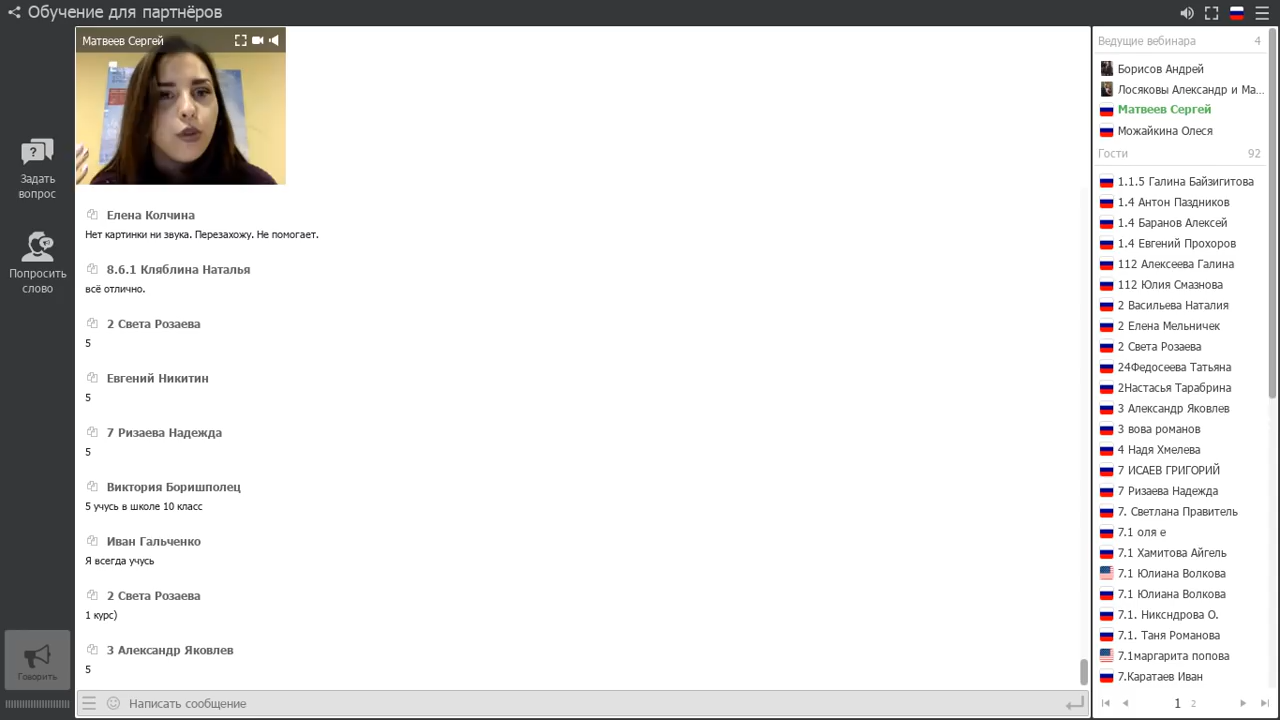 Обучение для партнёров
Матвеев Сергей
Задать
вопрос
Попросить
слово
Говорить
Елена Колчина
Нет картинки ни звука. Перезахожу. Не помогает.
8.6.1 Кляблина Наталья
всё отлично.
2 Света Розаева
5
Евгений Никитин
5
7 Ризаева Надежда
5
Виктория Боришполец
5 учусь в школе 10 класс
Иван Гальченко
Я всегда учусь
2 Света Розаева
1 курс)
3 Александр Яковлев
5
Написать сообщение
Ведущие вебинара 4
Борисов Андрей
Лосяковы Александр и Ма...
Матвеев Сергей
Можайкина Олеся
Гости 92
1.1.5 Галина Байзигитова
1.4 Антон Паздников
1.4 Баранов Алексей
1.4 Евгений Прохоров
112 Алексеева Галина
112 Юлия Смазнова
2 Васильева Наталия
2 Елена Мельничек
2 Света Розаева
24Федосеева Татьяна
2Настасья Тарабрина
3 Александр Яковлев
3 вова романов
4 Надя Хмелева
7 ИСАЕВ ГРИГОРИЙ
7 Ризаева Надежда
7. Светлана Правитель
7.1 оля е
7.1 Хамитова Айгель
7.1 Юлиана Волкова
7.1 Юлиана Волкова
7.1. Никсндрова О.
7.1. Таня Романова
7.1маргарита попова
7.Каратаев Иван
1 2